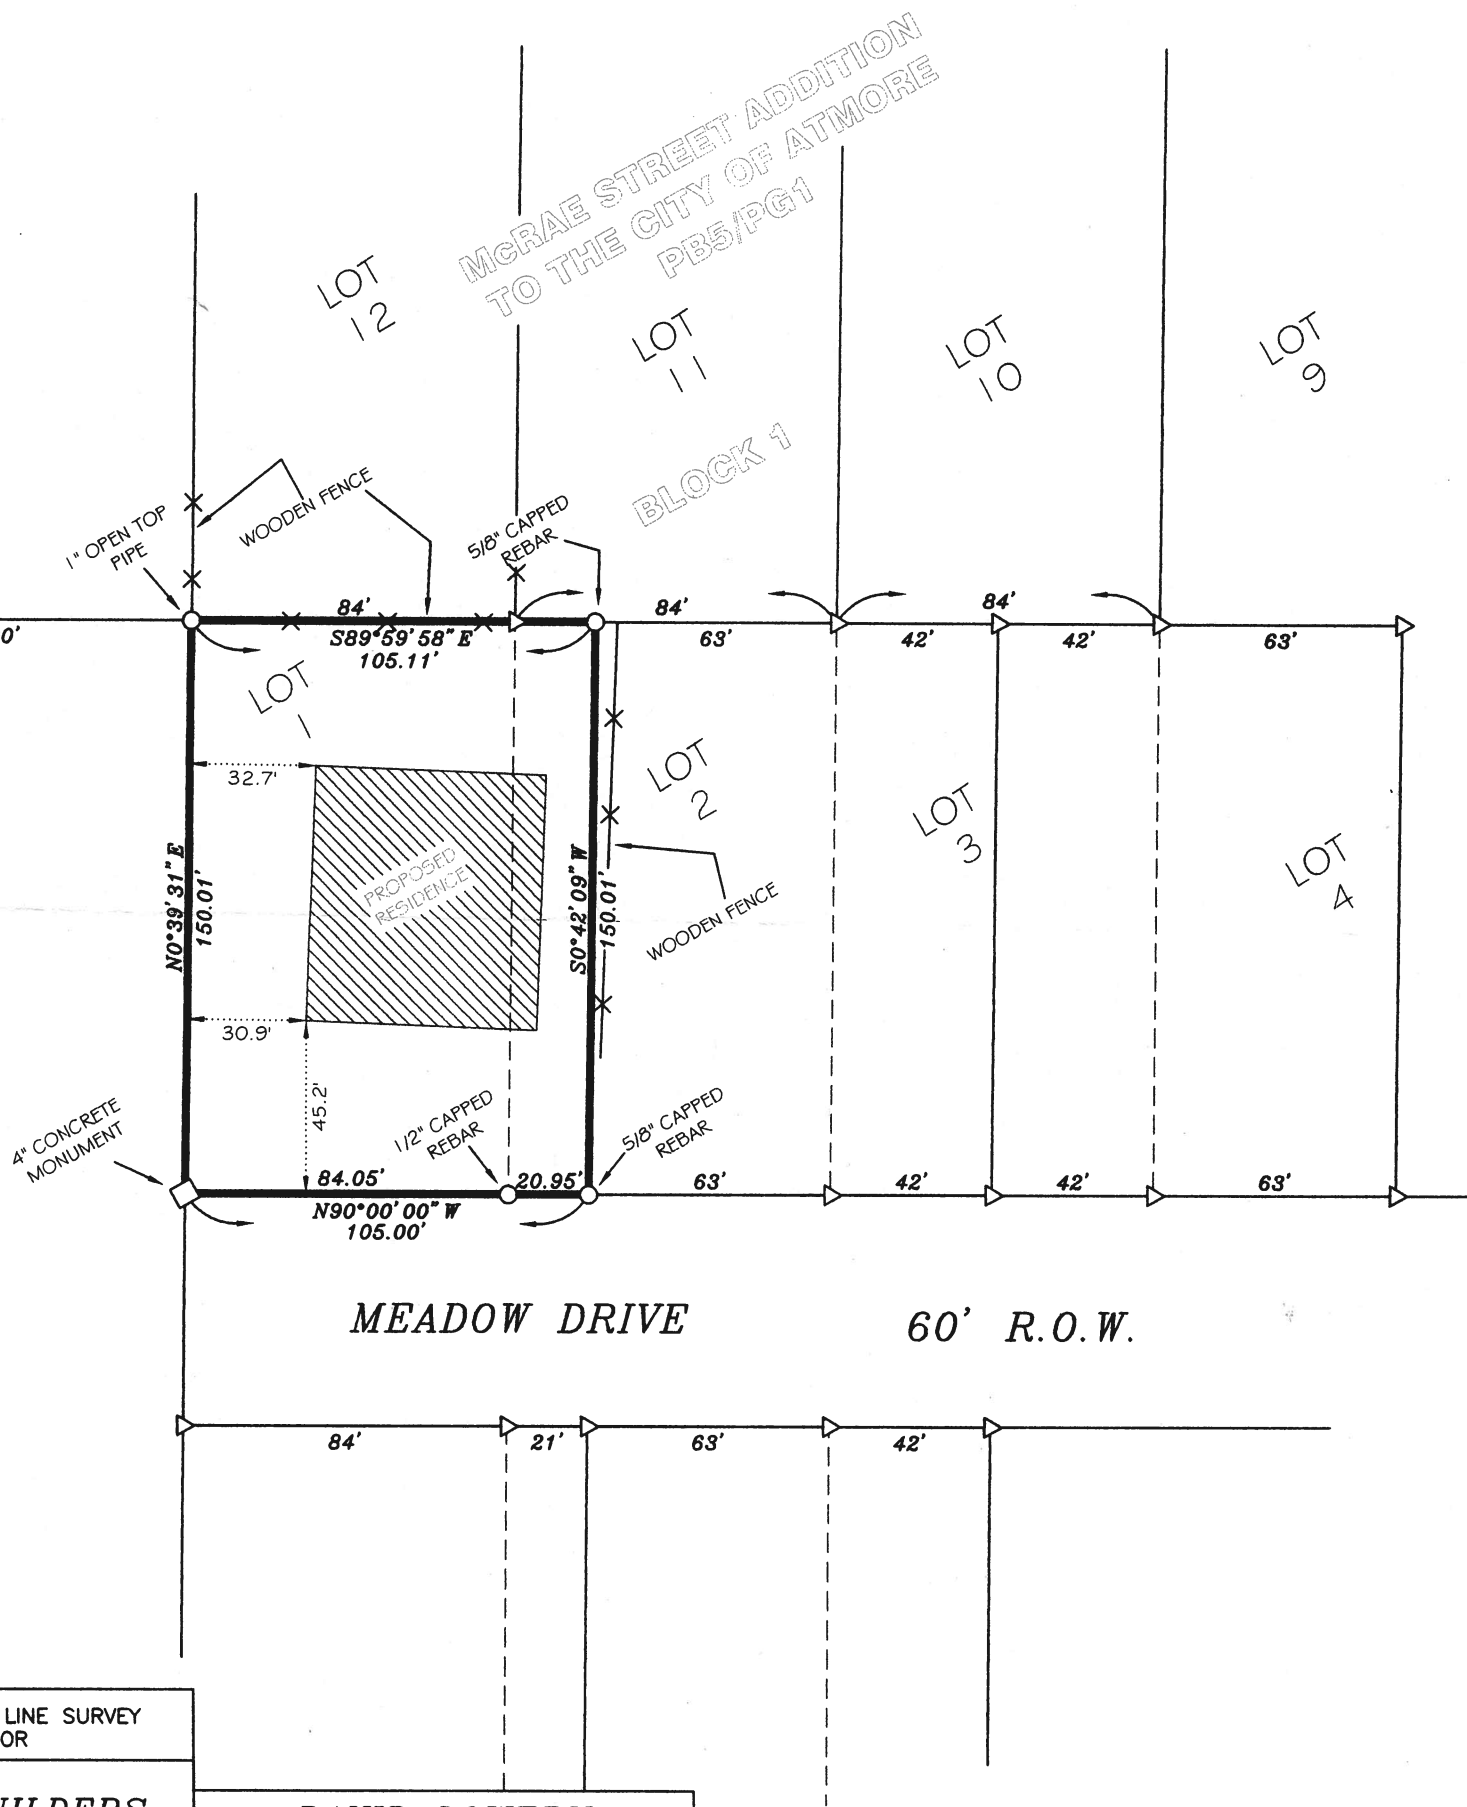 McRAE STREET ADDITION
TO THE CITY OF ATMORE
PB5/PG1
LOT
12
LOT
11
LOT
10
LOT
9
BLOCK 1
WOODEN FENCE
1" OPEN TOP
PIPE
5/8" CAPPED
REBAR
0'
84'
S89°59'58"E
105.11'
84'
63'
42'
84'
42'
63'
LOT
1
32.7'
LOT
2
LOT
3
LOT
4
PROPOSED
RESIDENCE
N0°39'31"E
150.01'
S0°42'09"W
150.01'
WOODEN FENCE
30.9'
45.2'
4" CONCRETE
MONUMENT
1/2" CAPPED
REBAR
5/8" CAPPED
REBAR
84.05'
20.95'
N90°00'00"W
105.00'
63'
42'
42'
63'
MEADOW DRIVE
60' R.O.W.
84'
21'
63'
42'
LINE SURVEY
OR